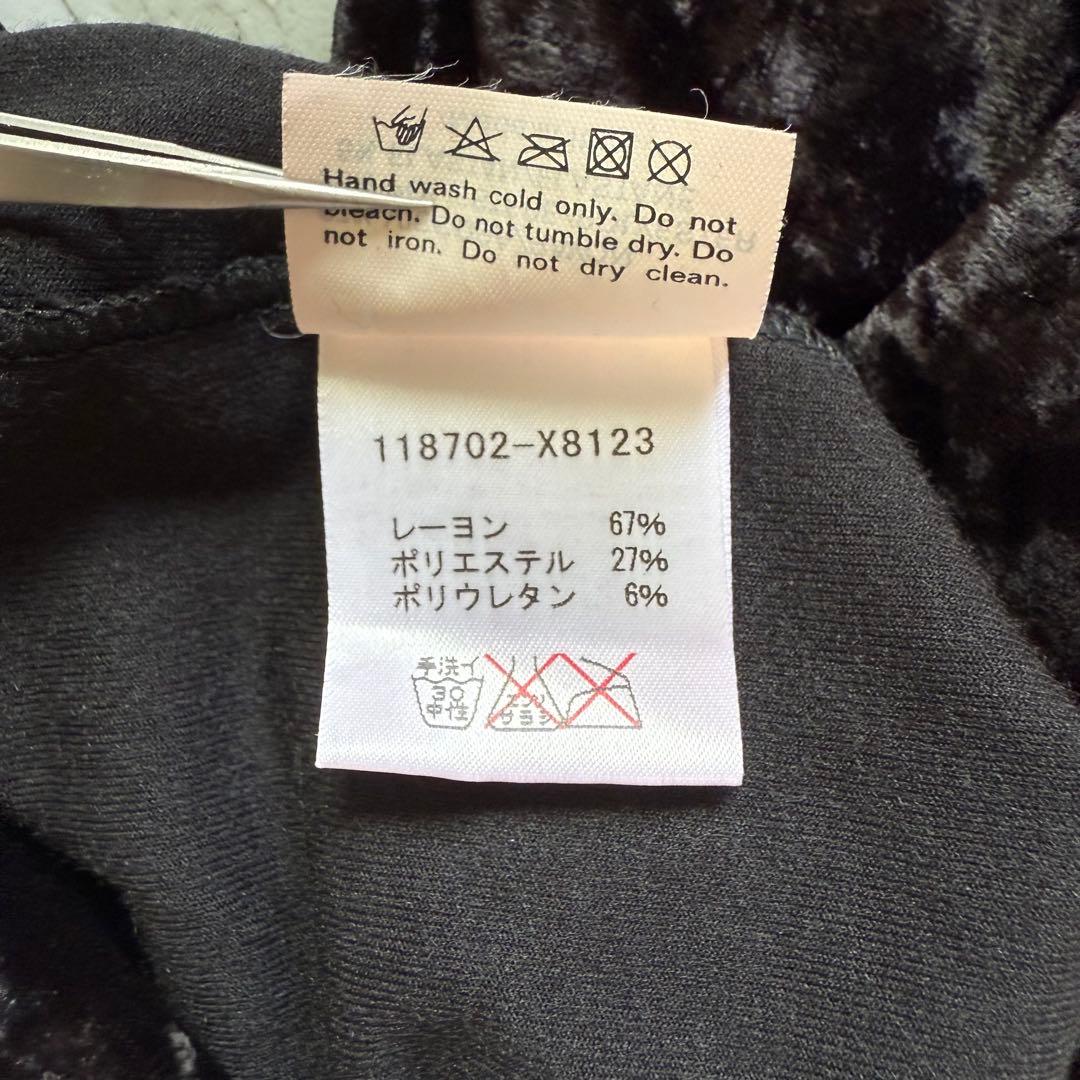 Hand wash cold only. Do not
bleach. Do not tumble dry. Do
not iron. Do not dry clean.
118702-X8123
レーヨン 67%
ポリエステル 27%
ポリウレタン 6%
手洗イ
30
中性